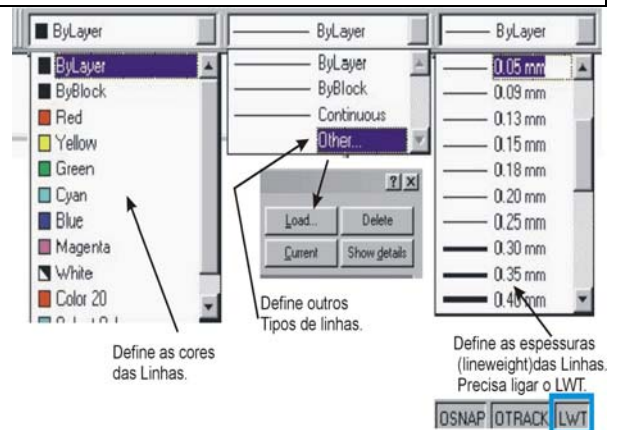 ByLayer
ByLayer
ByBlock
Red
Yellow
Green
Cyan
Blue
Magenta
White
Color 20
Define as cores
das Linhas.
ByLayer
ByLayer
ByBlock
Continuous
Other...
Load...
Delete
Current
Show details
Define outros
Tipos de linhas.
ByLayer
0.05 mm
0.09 mm
0.13 mm
0.15 mm
0.18 mm
0.20 mm
0.25 mm
0.30 mm
0.35 mm
0.40 mm
Define as espessuras
(lineweight)das Linhas.
Precisa ligar o LWT.
OSNAP OTRACK LWT